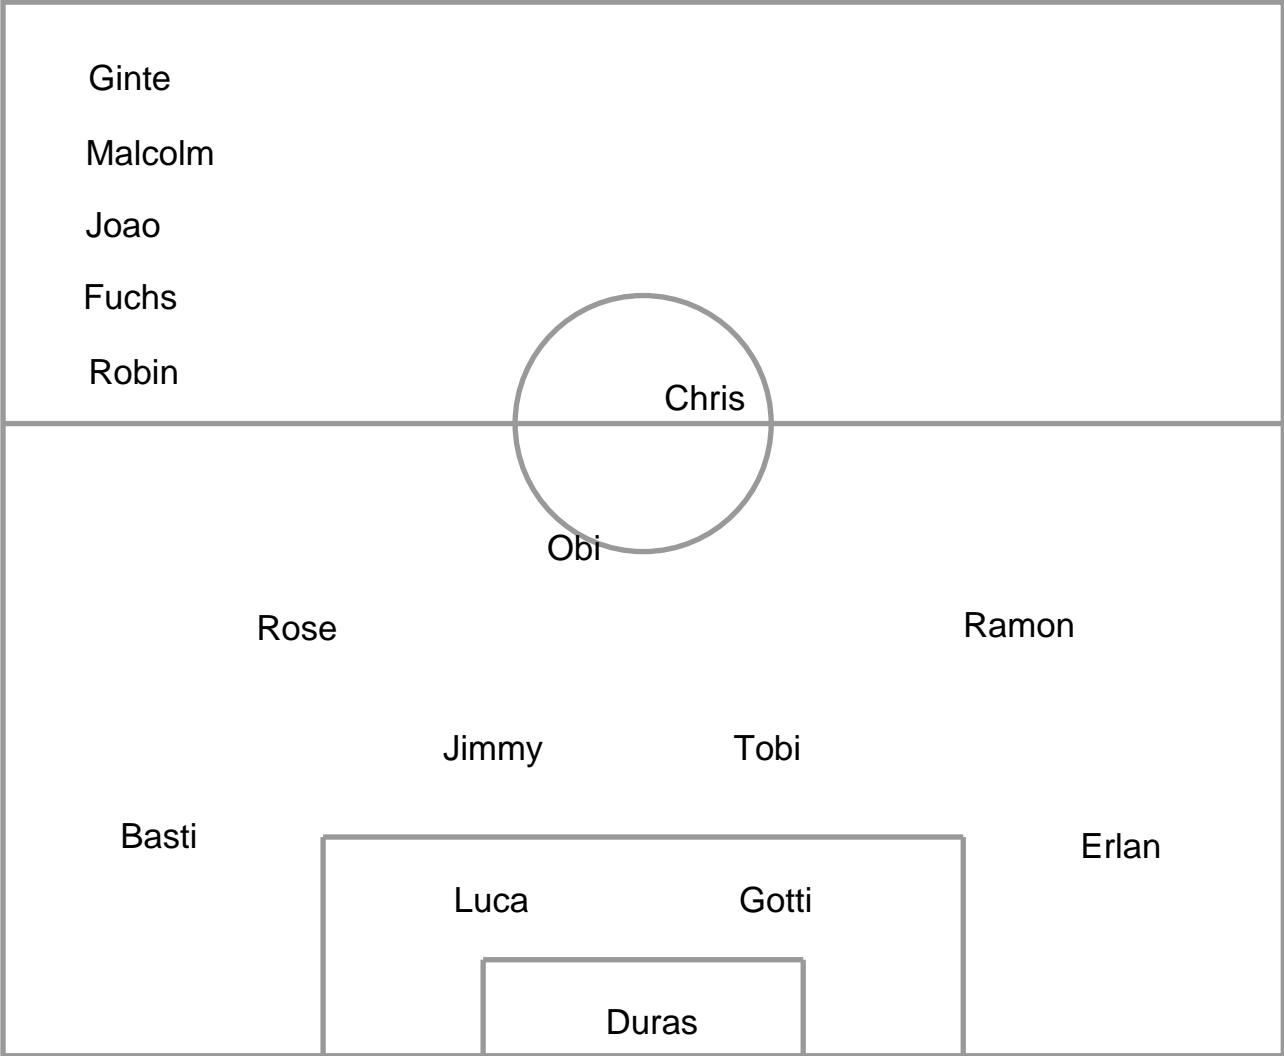 Ginte
Malcolm
Joao
Fuchs
Robin
Chris
Obi
Rose
Ramon
Jimmy
Tobi
Basti
Erlan
Luca
Gotti
Duras